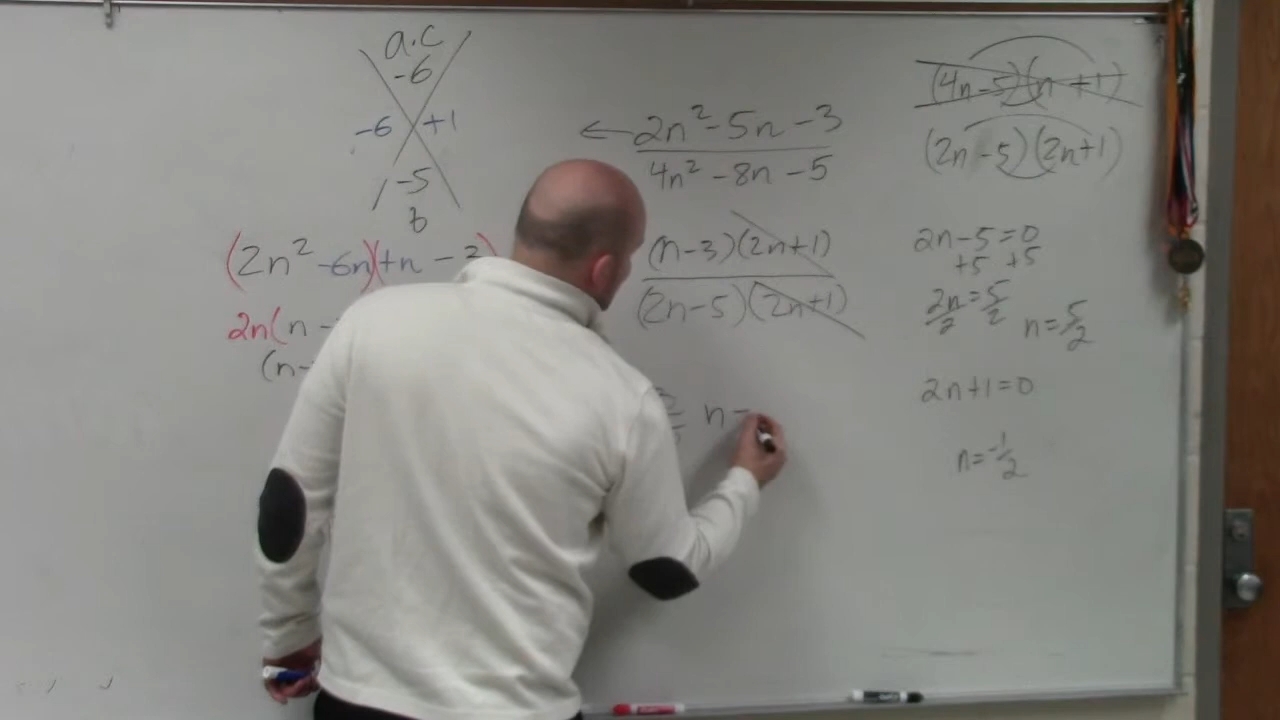 a.c
-6
-6 +1
-5
b
(2n² -6n)(+n - 3)
2n(n -
(n-
← 2n² - 5n - 3
4n² - 8n - 5
(n-3)(2n+1)
(2n-5)(2n+1)
n =
(4n-5)(n+1)
(2n-5)(2n+1)
2n-5=0
+5 +5
2n/2 = 5/2
n = 5/2
2n+1=0
n = -1/2